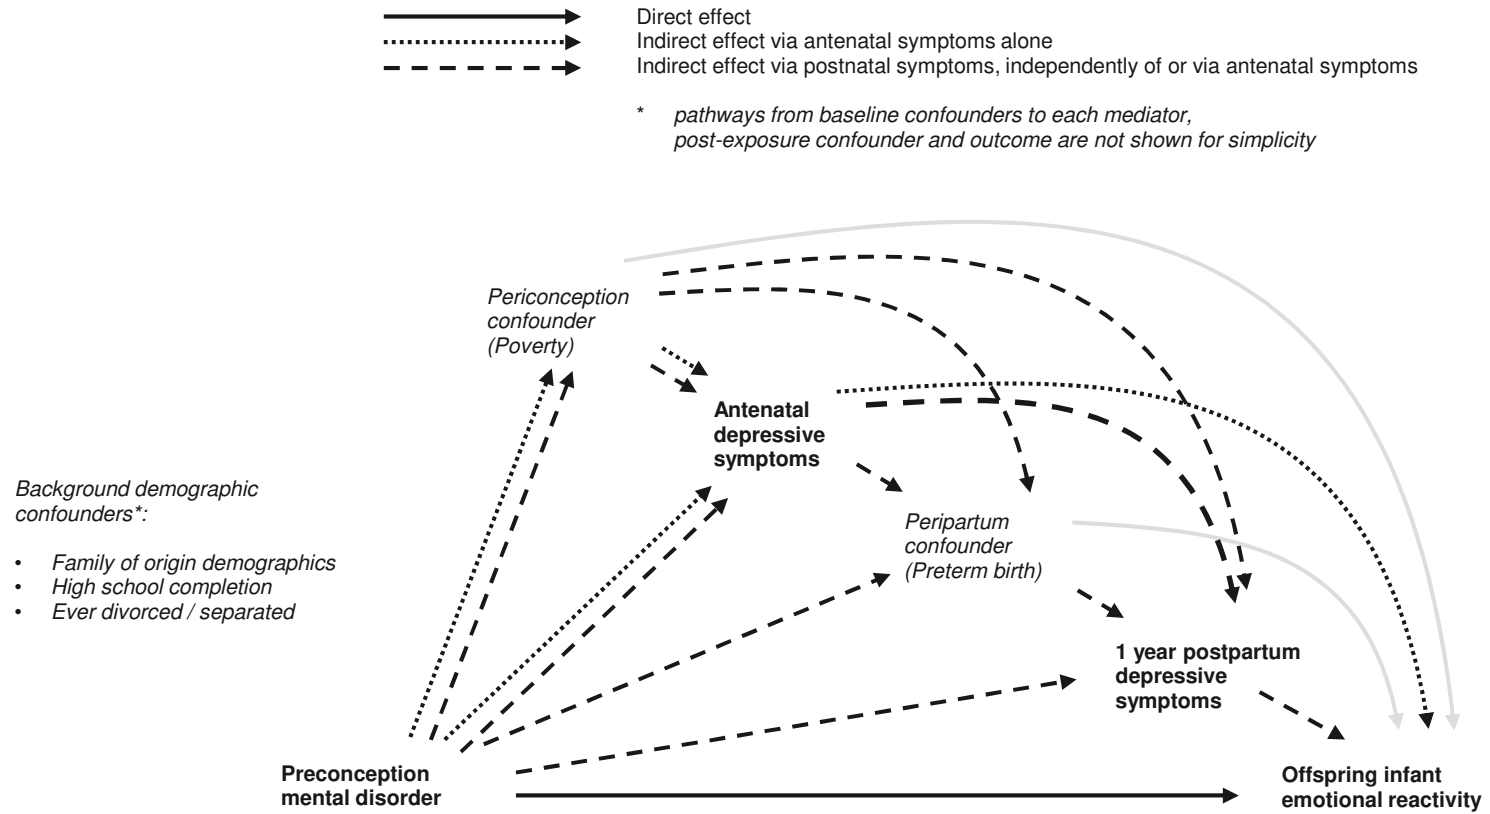 Direct effect
Indirect effect via antenatal symptoms alone
Indirect effect via postnatal symptoms, independently of or via antenatal symptoms
* pathways from baseline confounders to each mediator,
post-exposure confounder and outcome are not shown for simplicity
Periconception
confounder
(Poverty)
Antenatal
depressive
symptoms
Background demographic
confounders*:
• Family of origin demographics
• High school completion
• Ever divorced / separated
Peripartum
confounder
(Preterm birth)
1 year postpartum
depressive
symptoms
Preconception
mental disorder
Offspring infant
emotional reactivity